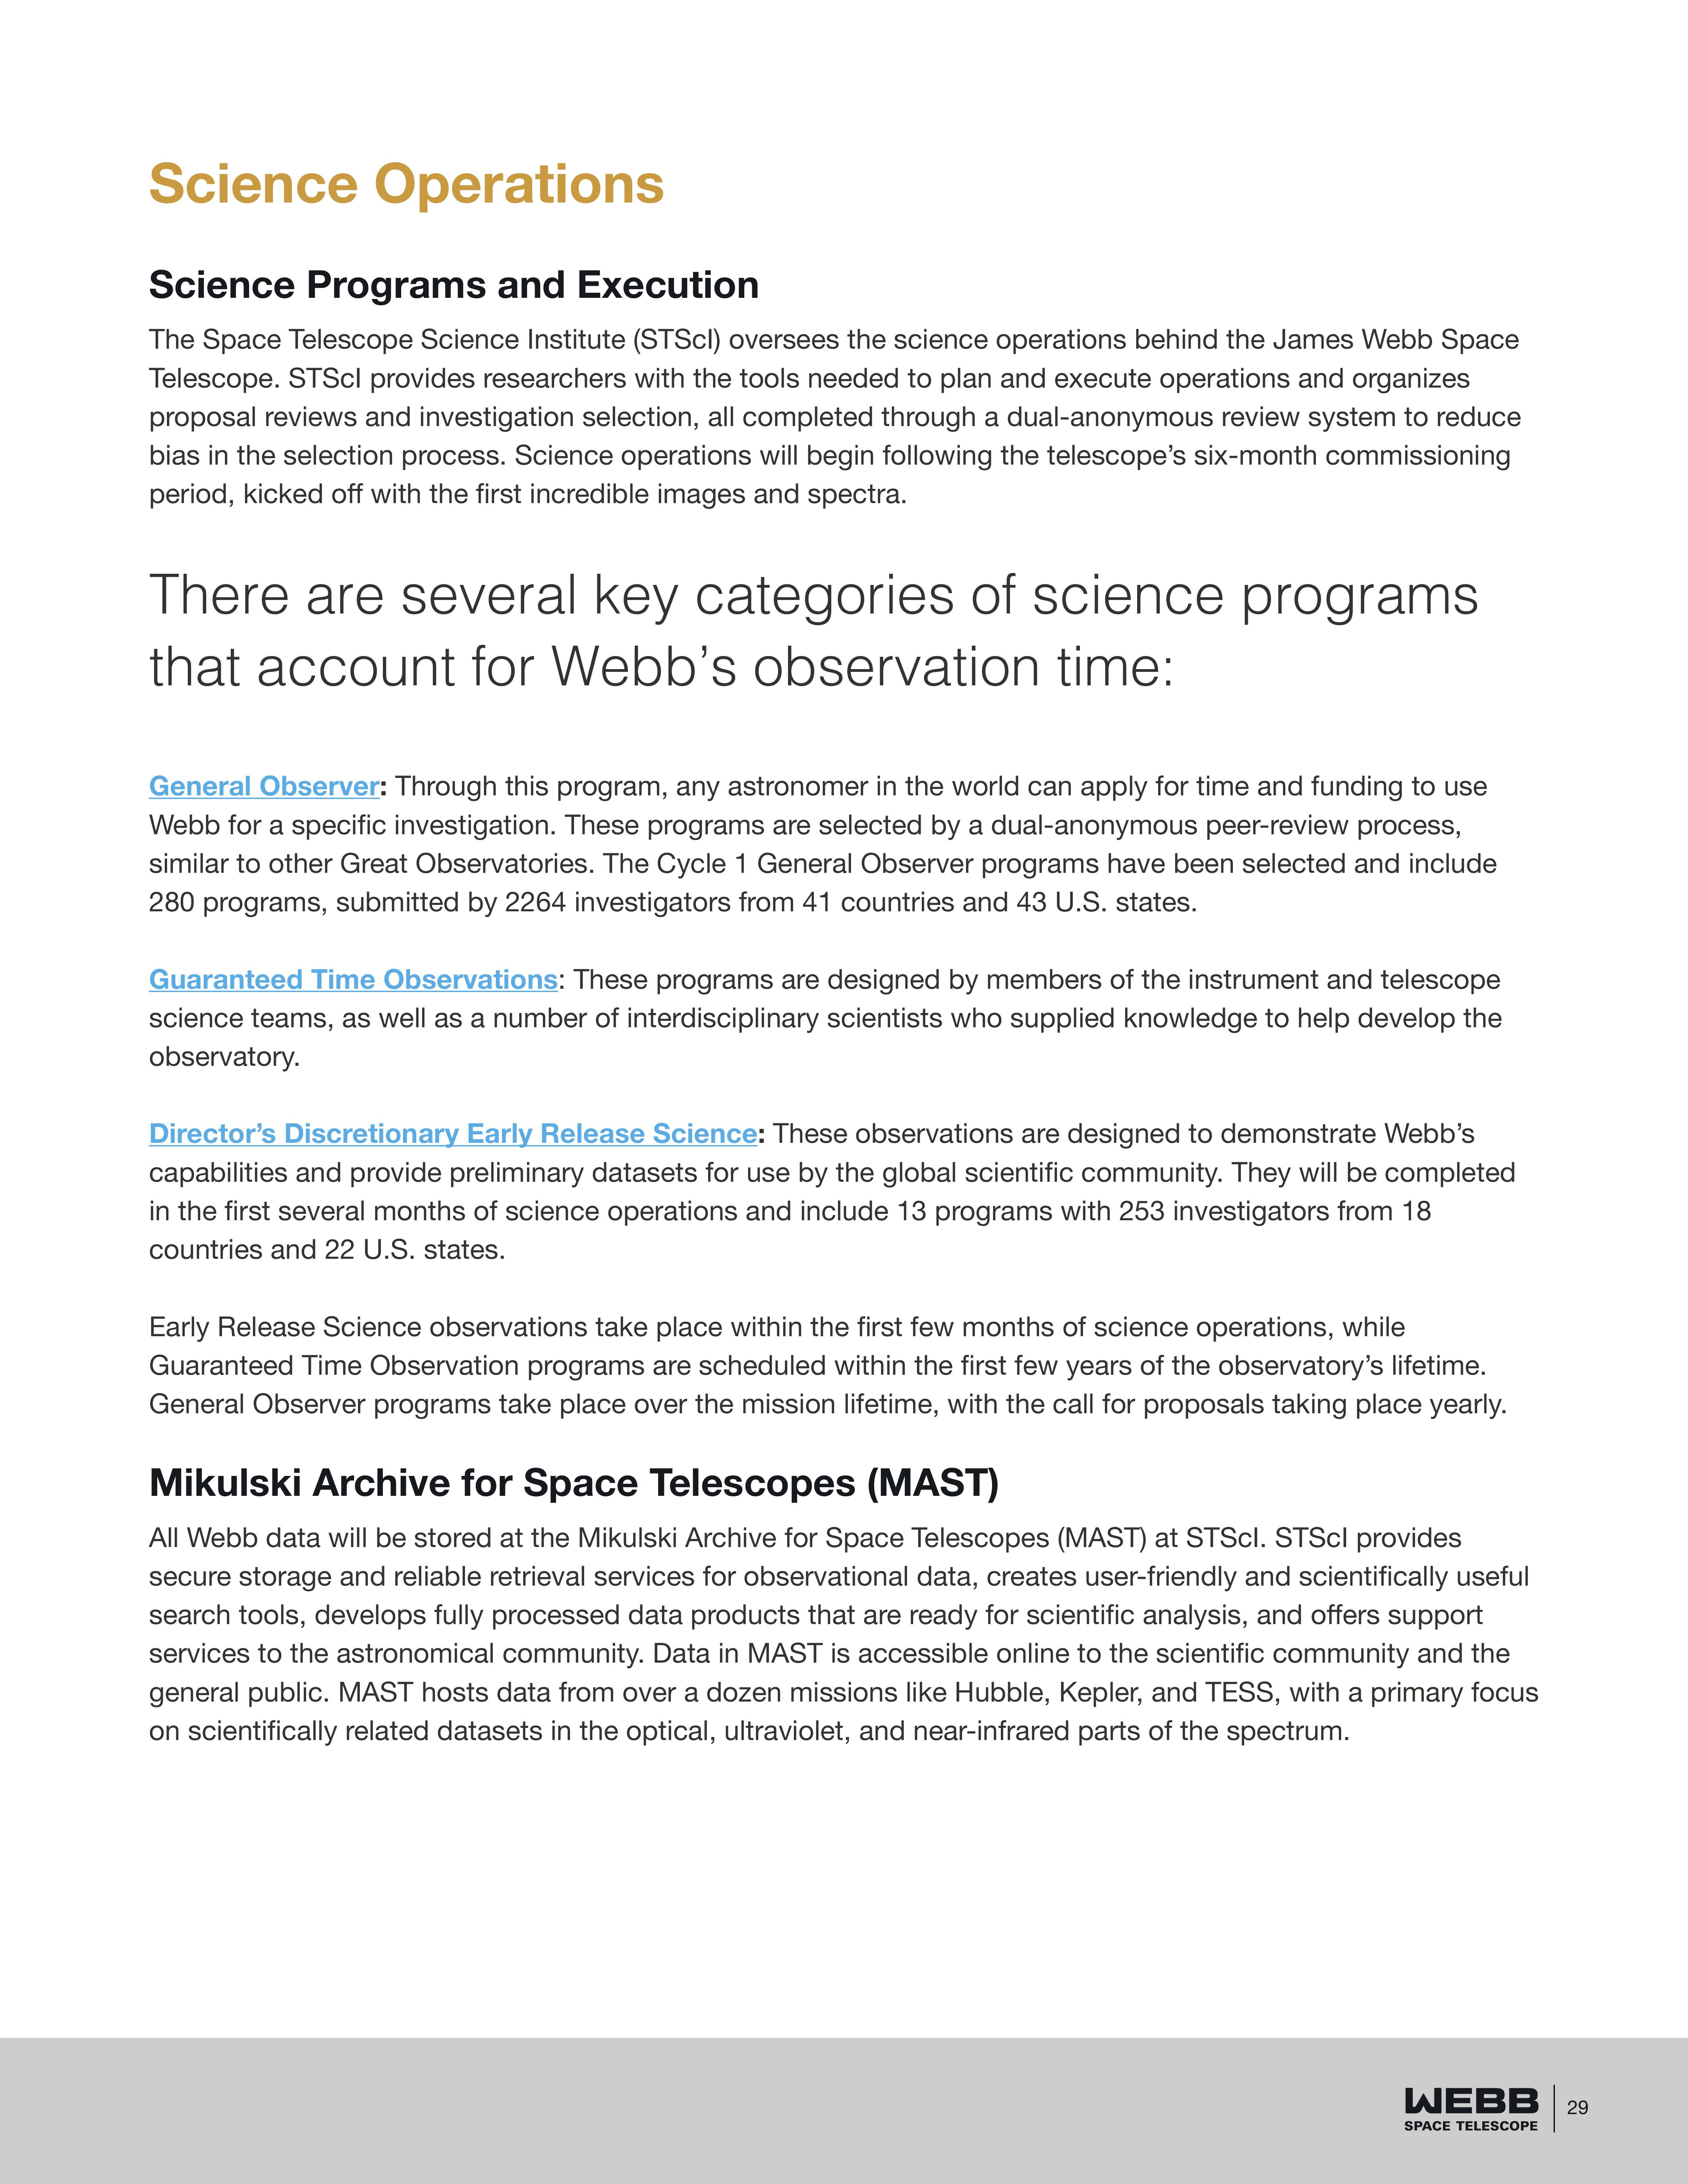 Science Operations
Science Programs and Execution
The Space Telescope Science Institute (STScI) oversees the science operations behind the James Webb Space
Telescope. STScI provides researchers with the tools needed to plan and execute operations and organizes
proposal reviews and investigation selection, all completed through a dual-anonymous review system to reduce
bias in the selection process. Science operations will begin following the telescope’s six-month commissioning
period, kicked off with the first incredible images and spectra.
There are several key categories of science programs
that account for Webb’s observation time:
General Observer: Through this program, any astronomer in the world can apply for time and funding to use
Webb for a specific investigation. These programs are selected by a dual-anonymous peer-review process,
similar to other Great Observatories. The Cycle 1 General Observer programs have been selected and include
280 programs, submitted by 2264 investigators from 41 countries and 43 U.S. states.
Guaranteed Time Observations: These programs are designed by members of the instrument and telescope
science teams, as well as a number of interdisciplinary scientists who supplied knowledge to help develop the
observatory.
Director’s Discretionary Early Release Science: These observations are designed to demonstrate Webb’s
capabilities and provide preliminary datasets for use by the global scientific community. They will be completed
in the first several months of science operations and include 13 programs with 253 investigators from 18
countries and 22 U.S. states.
Early Release Science observations take place within the first few months of science operations, while
Guaranteed Time Observation programs are scheduled within the first few years of the observatory’s lifetime.
General Observer programs take place over the mission lifetime, with the call for proposals taking place yearly.
Mikulski Archive for Space Telescopes (MAST)
All Webb data will be stored at the Mikulski Archive for Space Telescopes (MAST) at STScI. STScI provides
secure storage and reliable retrieval services for observational data, creates user-friendly and scientifically useful
search tools, develops fully processed data products that are ready for scientific analysis, and offers support
services to the astronomical community. Data in MAST is accessible online to the scientific community and the
general public. MAST hosts data from over a dozen missions like Hubble, Kepler, and TESS, with a primary focus
on scientifically related datasets in the optical, ultraviolet, and near-infrared parts of the spectrum.
WEBB
SPACE TELESCOPE
29